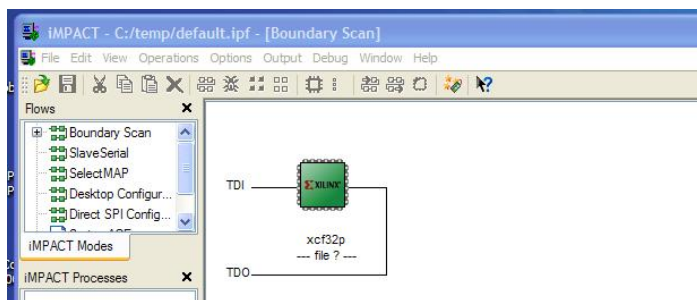 iMPACT - C:/temp/default.ipf - [Boundary Scan]
File Edit View Operations Options Output Debug Window Help
Flows
Boundary Scan
SlaveSerial
SelectMAP
Desktop Configur...
Direct SPI Config...
iMPACT Modes
iMPACT Processes
TDI
XILINX
xcf32p
--- file ? ---
TDO